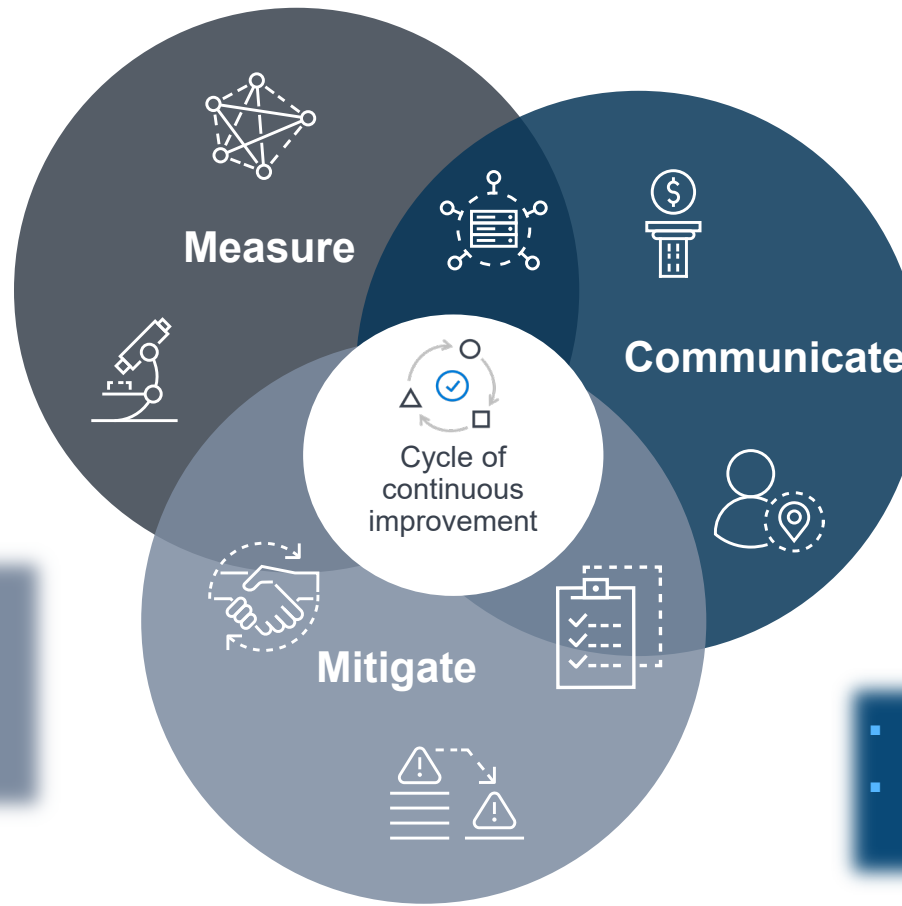 Measure
Communicate
Cycle of
continuous
improvement
Mitigate